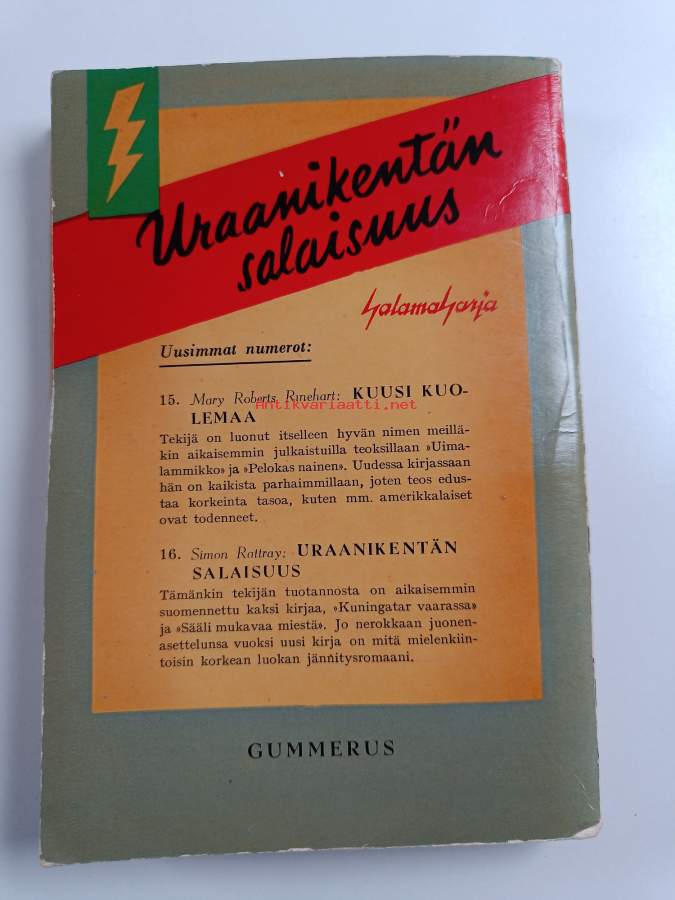 Uraanikentän
salaisuus
Salamasarja
Uusimmat numerot:
15. Mary Roberts Rinehart: KUUSI KUO-
LEMAA
Antikvariaatti.net
Tekijä on luonut itselleen hyvän nimen meillä-
kin aikaisemmin julkaistuilla teoksillaan »Uima-
lammikko» ja »Pelokas nainen». Uudessa kirjassaan
hän on kaikista parhaimmillaan, joten teos edus-
taa korkeinta tasoa, kuten mm. amerikkalaiset
ovat todenneet.
16. Simon Rattray: URAANIKENTÄN
SALAISUUS
Tämänkin tekijän tuotannosta on aikaisemmin
suomennettu kaksi kirjaa, »Kuningatar vaarassa»
ja »Sääli mukavaa miestä». Jo nerokkaan juonen-
asettelunsa vuoksi uusi kirja on mitä mielenkiin-
toisin korkean luokan jännitysromaani.
GUMMERUS